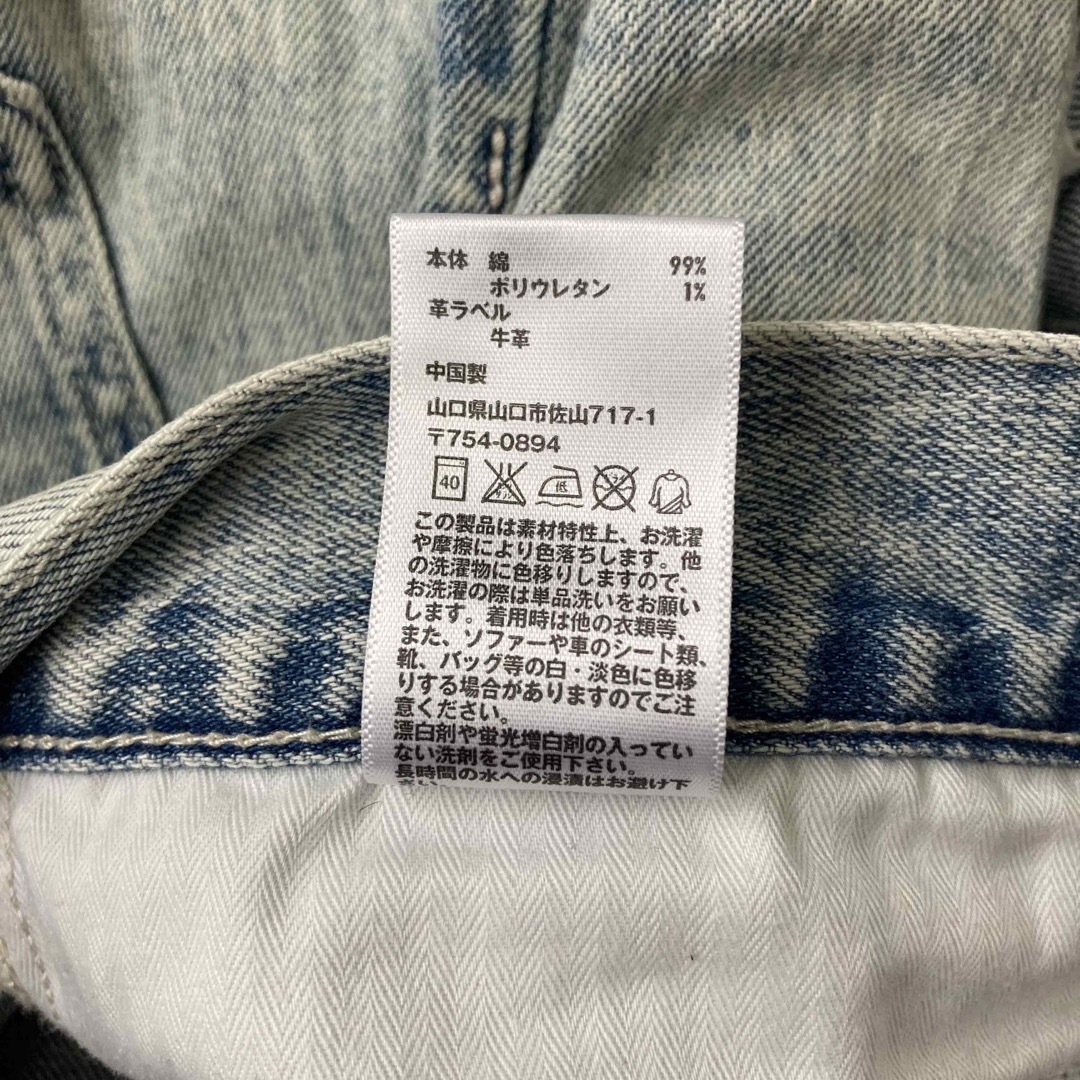 本体 綿 99%
ポリウレタン 1%
革ラベル
牛革
中国製
山口県山口市佐山717-1
〒754-0894
40 低
この製品は素材特性上、お洗濯
や摩擦により色落ちします。他
の洗濯物に色移りしますので、
お洗濯の際は単品洗いをお願い
します。着用時は他の衣類等、
また、ソファーや車のシート類、
靴、バッグ等の白・淡色に色移
りする場合がありますのでご注
意ください。
漂白剤や蛍光増白剤の入ってい
ない洗剤をご使用下さい。
長時間の水への浸漬はお避け下
さい